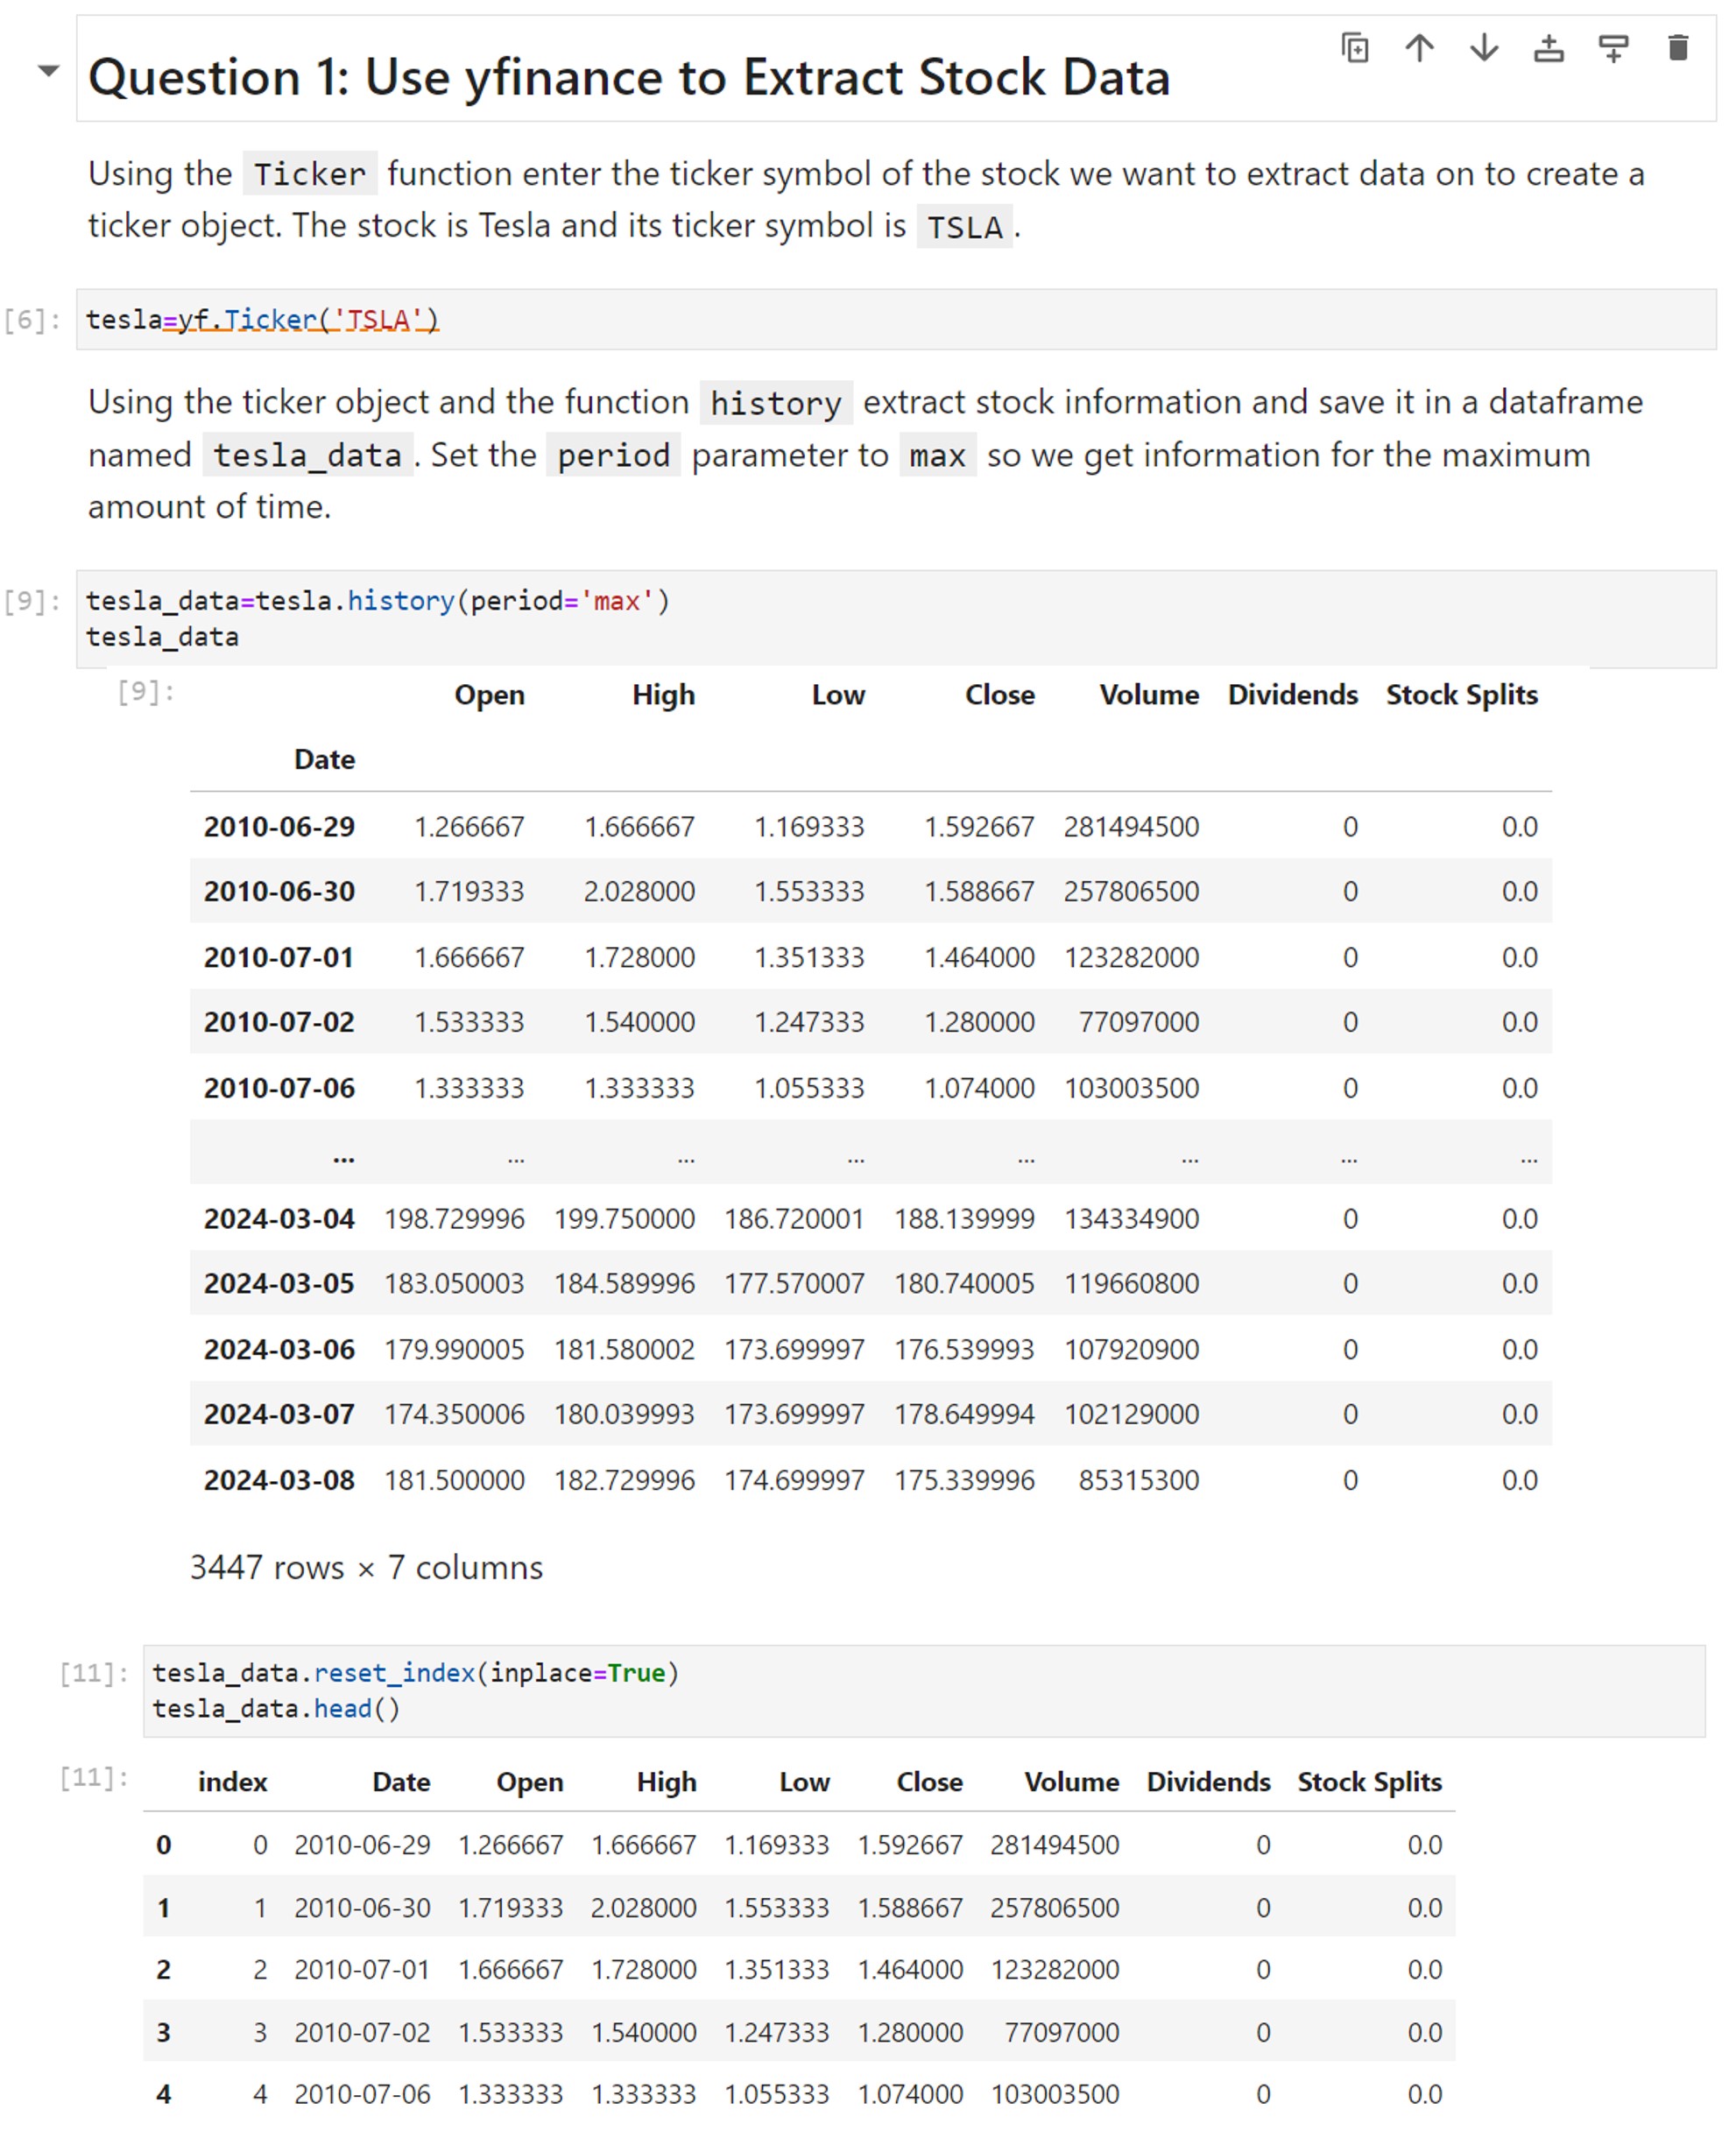 Question 1: Use yfinance to Extract Stock Data
Using the Ticker function enter the ticker symbol of the stock we want to extract data on to create a
ticker object. The stock is Tesla and its ticker symbol is TSLA .
[6]: tesla=yf.Ticker('TSLA')
Using the ticker object and the function history extract stock information and save it in a dataframe
named tesla_data . Set the period parameter to max so we get information for the maximum
amount of time.
[9]: tesla_data=tesla.history(period='max')
tesla_data
[9]: Open High Low Close Volume Dividends Stock Splits
Date
2010-06-29 1.266667 1.666667 1.169333 1.592667 281494500 0 0.0
2010-06-30 1.719333 2.028000 1.553333 1.588667 257806500 0 0.0
2010-07-01 1.666667 1.728000 1.351333 1.464000 123282000 0 0.0
2010-07-02 1.533333 1.540000 1.247333 1.280000 77097000 0 0.0
2010-07-06 1.333333 1.333333 1.055333 1.074000 103003500 0 0.0
... ... ... ... ... ... ... ...
2024-03-04 198.729996 199.750000 186.720001 188.139999 134334900 0 0.0
2024-03-05 183.050003 184.589996 177.570007 180.740005 119660800 0 0.0
2024-03-06 179.990005 181.580002 173.699997 176.539993 107920900 0 0.0
2024-03-07 174.350006 180.039993 173.699997 178.649994 102129000 0 0.0
2024-03-08 181.500000 182.729996 174.699997 175.339996 85315300 0 0.0
3447 rows × 7 columns
[11]: tesla_data.reset_index(inplace=True)
tesla_data.head()
[11]: index Date Open High Low Close Volume Dividends Stock Splits
0 0 2010-06-29 1.266667 1.666667 1.169333 1.592667 281494500 0 0.0
1 1 2010-06-30 1.719333 2.028000 1.553333 1.588667 257806500 0 0.0
2 2 2010-07-01 1.666667 1.728000 1.351333 1.464000 123282000 0 0.0
3 3 2010-07-02 1.533333 1.540000 1.247333 1.280000 77097000 0 0.0
4 4 2010-07-06 1.333333 1.333333 1.055333 1.074000 103003500 0 0.0